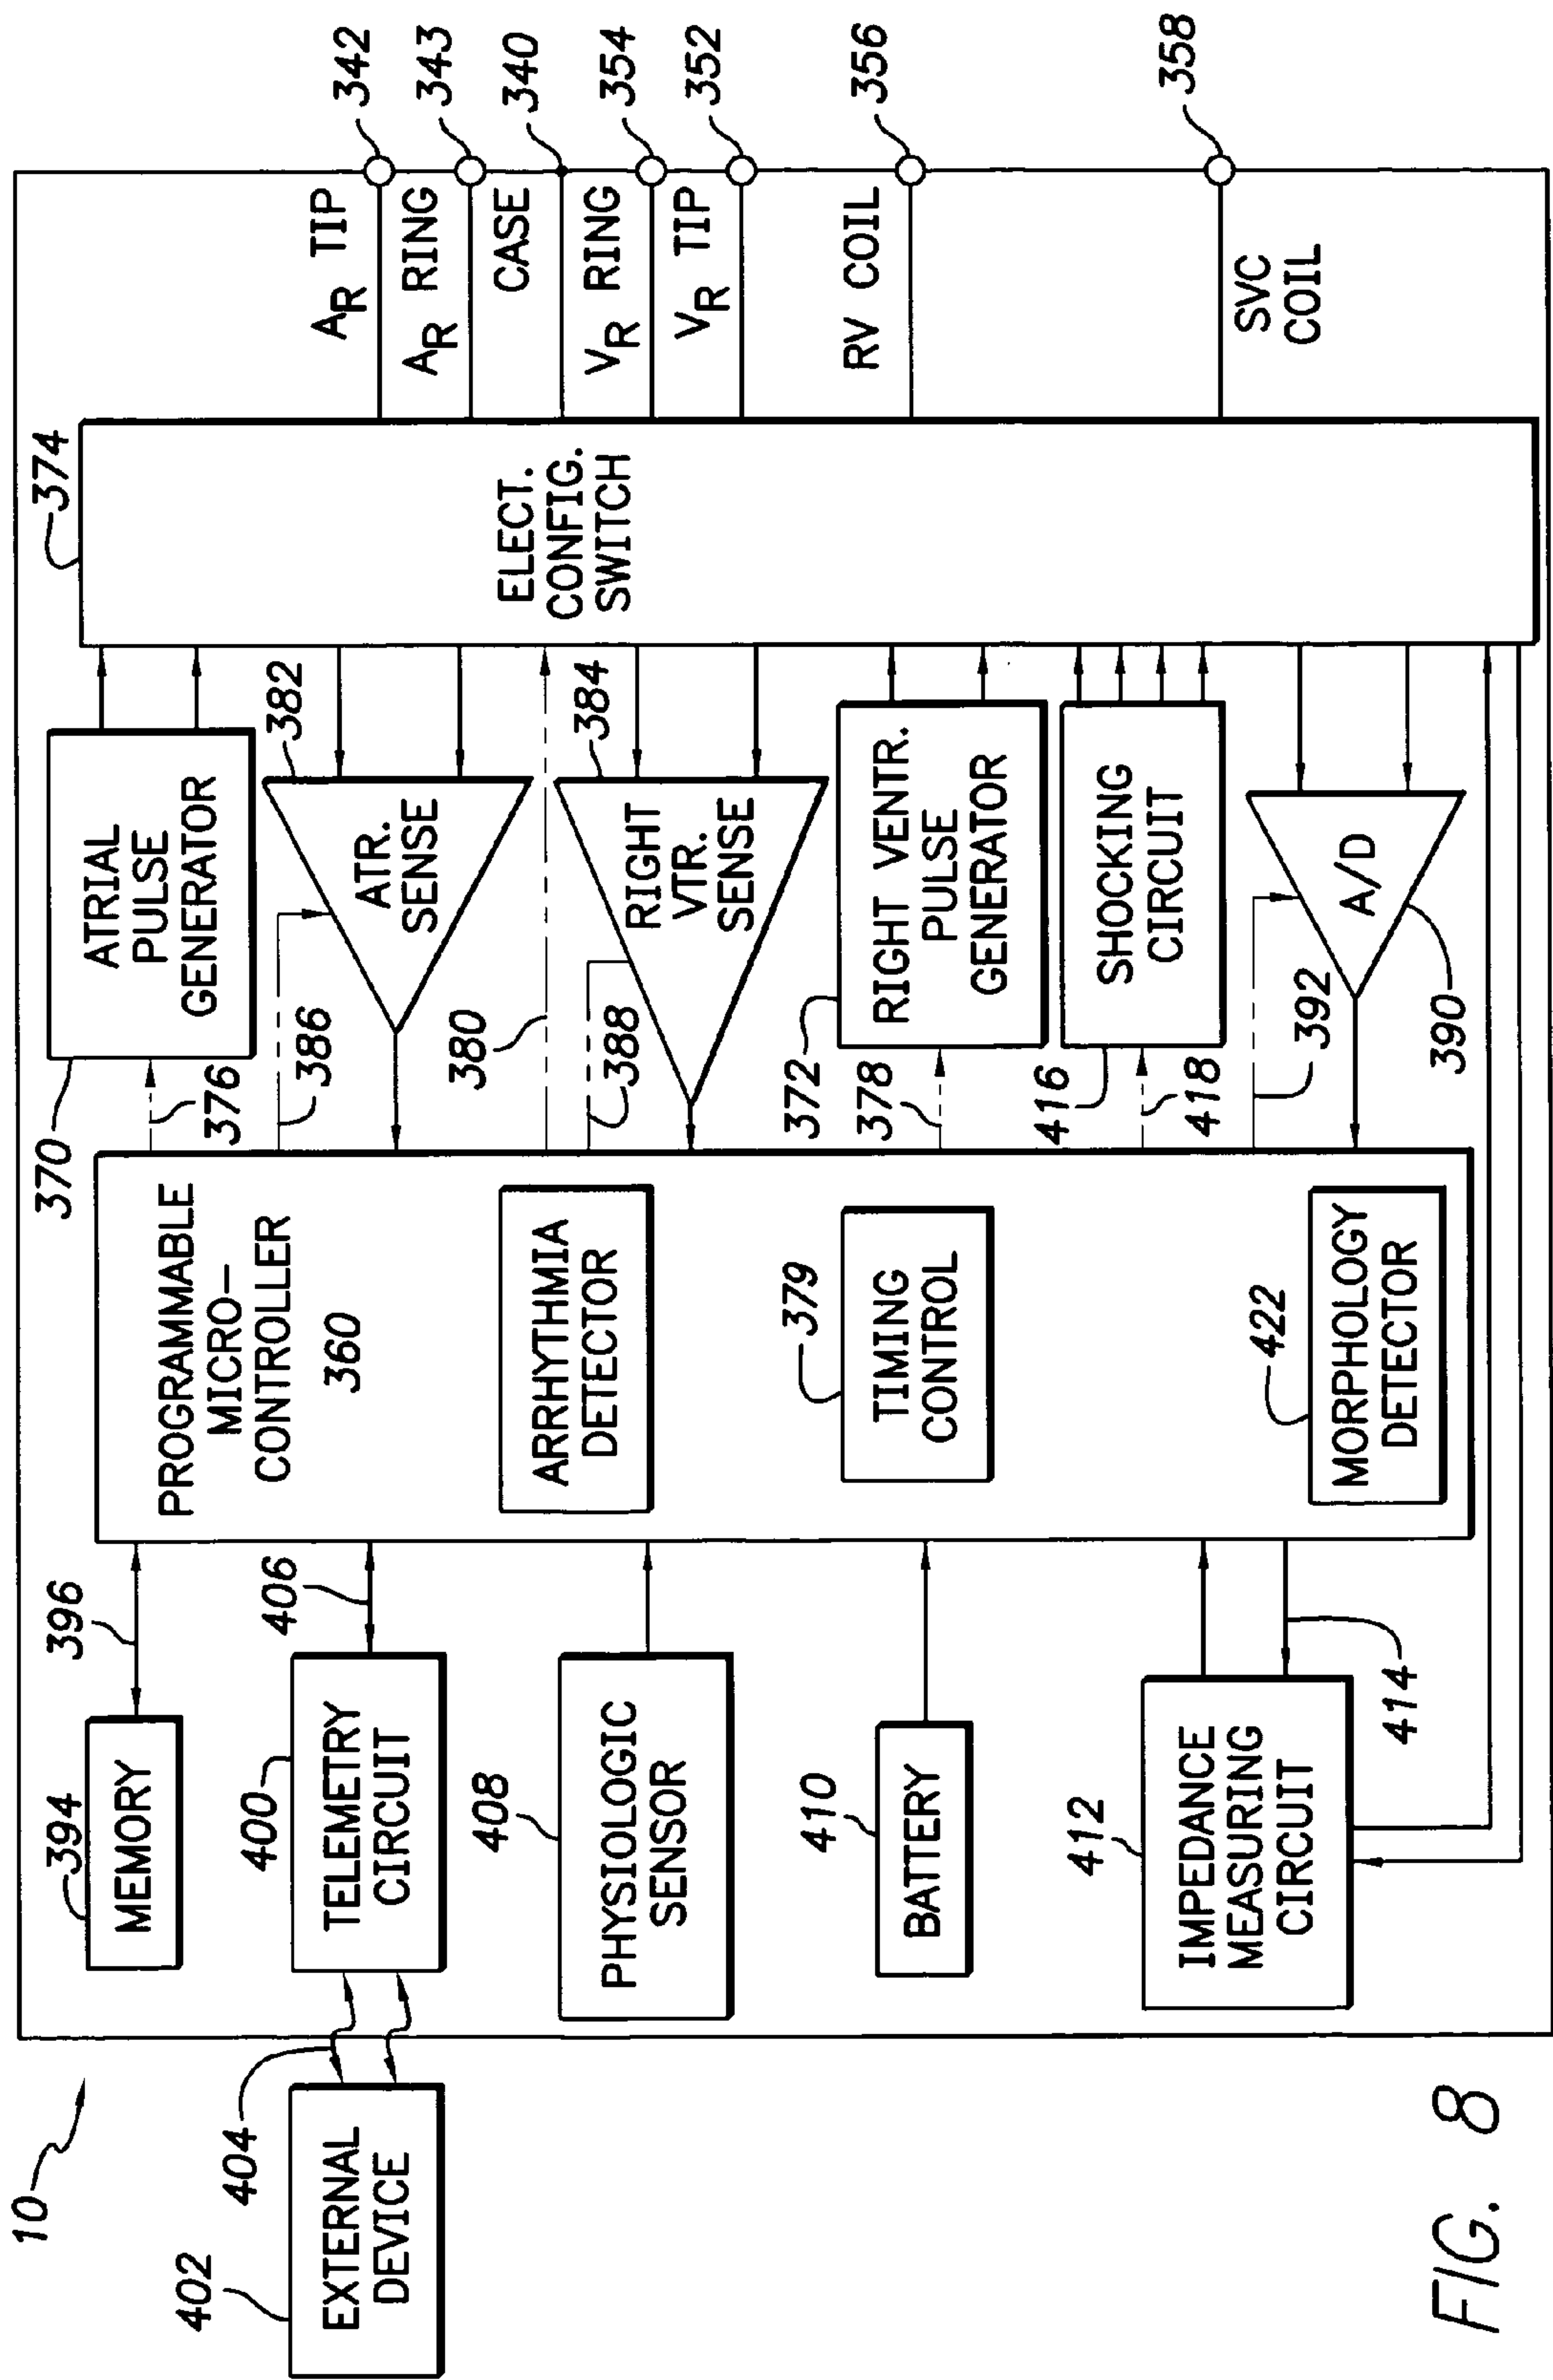 10
402
EXTERNAL
DEVICE
404
394
MEMORY
396
400
TELEMETRY
CIRCUIT
406
408
PHYSIOLOGIC
SENSOR
410
BATTERY
412
IMPEDANCE
MEASURING
CIRCUIT
414
PROGRAMMABLE
MICRO-
CONTROLLER
360
ARRHYTHMIA
DETECTOR
379
TIMING
CONTROL
422
MORPHOLOGY
DETECTOR
370
ATRIAL
PULSE
GENERATOR
376
382
ATR.
SENSE
386
380
384
RIGHT
VTR.
SENSE
388
372
RIGHT VENTR.
PULSE
GENERATOR
378
416
SHOCKING
CIRCUIT
418
392
A/D
390
374
ELECT.
CONFIG.
SWITCH
AR TIP
342
AR RING
343
CASE
340
VR RING
354
VR TIP
352
RV COIL
356
SVC
COIL
358
FIG. 8